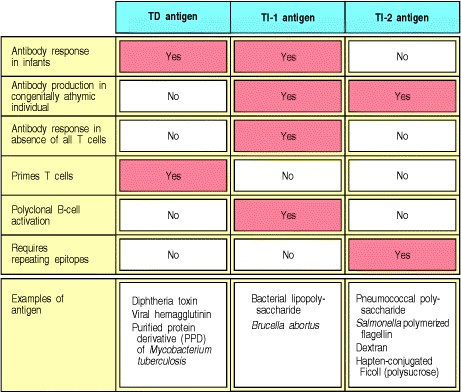 TD antigen TI-1 antigen TI-2 antigen
Antibody response
in infants
Yes Yes No
Antibody production in
congenitally athymic
individual
No Yes Yes
Antibody response in
absence of all T cells
No Yes No
Primes T cells
Yes No No
Polyclonal B-cell
activation
No Yes No
Requires
repeating epitopes
No No Yes
Examples of
antigen
Diphtheria toxin
Viral hemagglutinin
Purified protein
derivative (PPD)
of Mycobacterium
tuberculosis
Bacterial lipopoly-
saccharide
Brucella abortus
Pneumococcal poly-
saccharide
Salmonella polymerized
flagellin
Dextran
Hapten-conjugated
Ficoll (polysucrose)